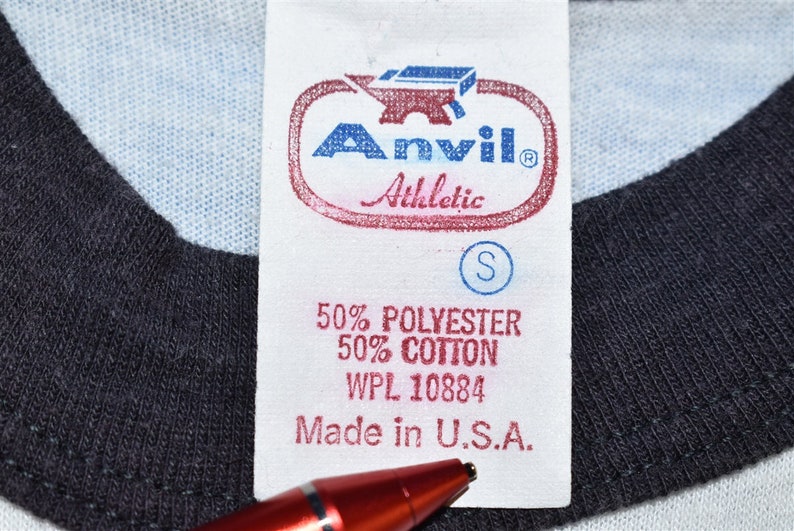 Anvil®
Athletic
S
50% POLYESTER
50% COTTON
WPL 10884
Made in U.S.A.